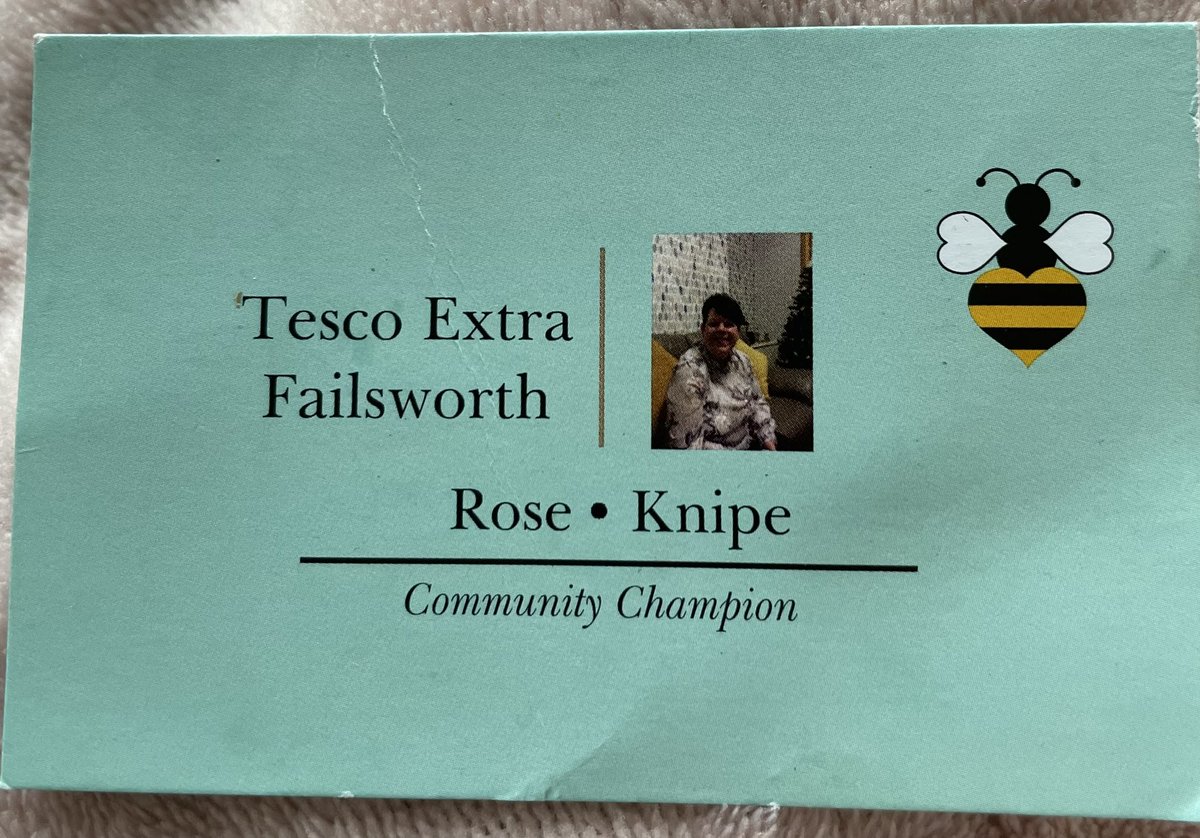 Tesco Extra
Failsworth
Rose • Knipe
Community Champion